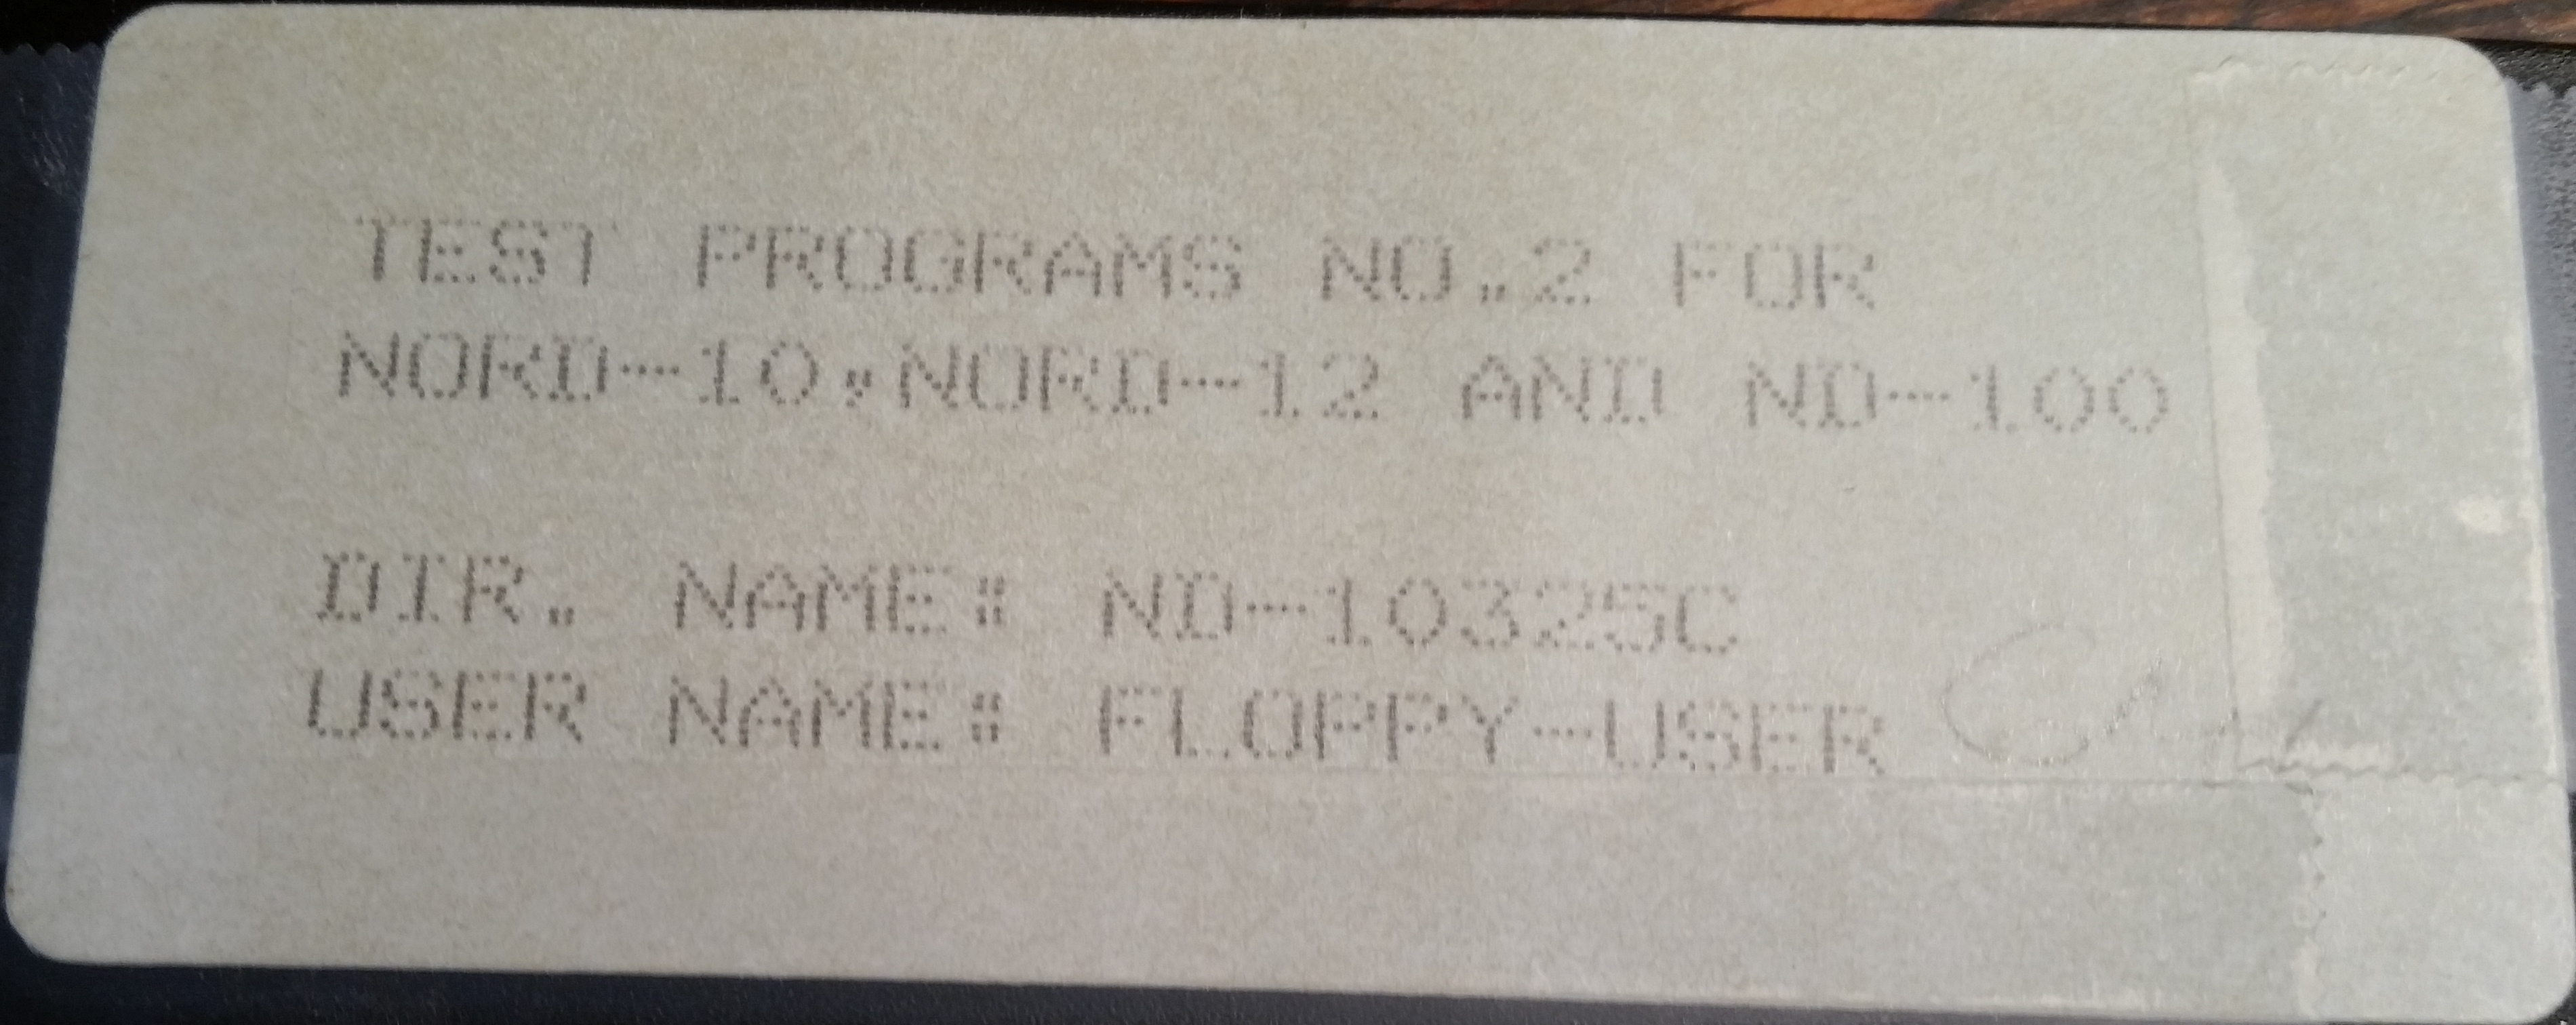 TEST PROGRAMS NO.2 FOR
NORD-10,NORD-12 AND ND-100
DIR. NAME: ND-10325C
USER NAME: FLOPPY-USER